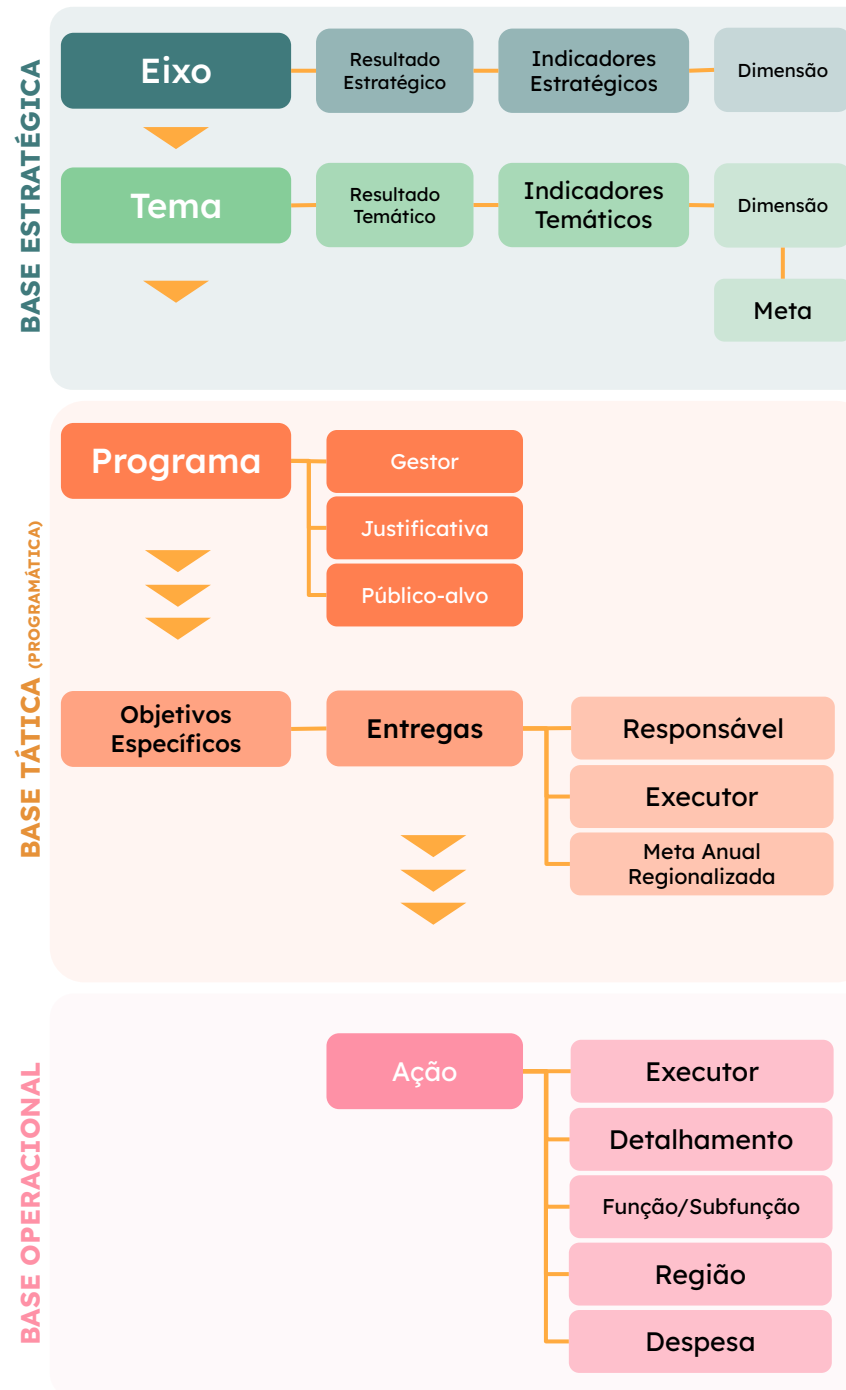 BASE ESTRATÉGICA
Eixo
Resultado
Estratégico
Indicadores
Estratégicos
Dimensão
Tema
Resultado
Temático
Indicadores
Temáticos
Dimensão
Meta
BASE TÁTICA (PROGRAMÁTICA)
Programa
Gestor
Justificativa
Público-alvo
Objetivos
Específicos
Entregas
Responsável
Executor
Meta Anual
Regionalizada
BASE OPERACIONAL
Ação
Executor
Detalhamento
Função/Subfunção
Região
Despesa